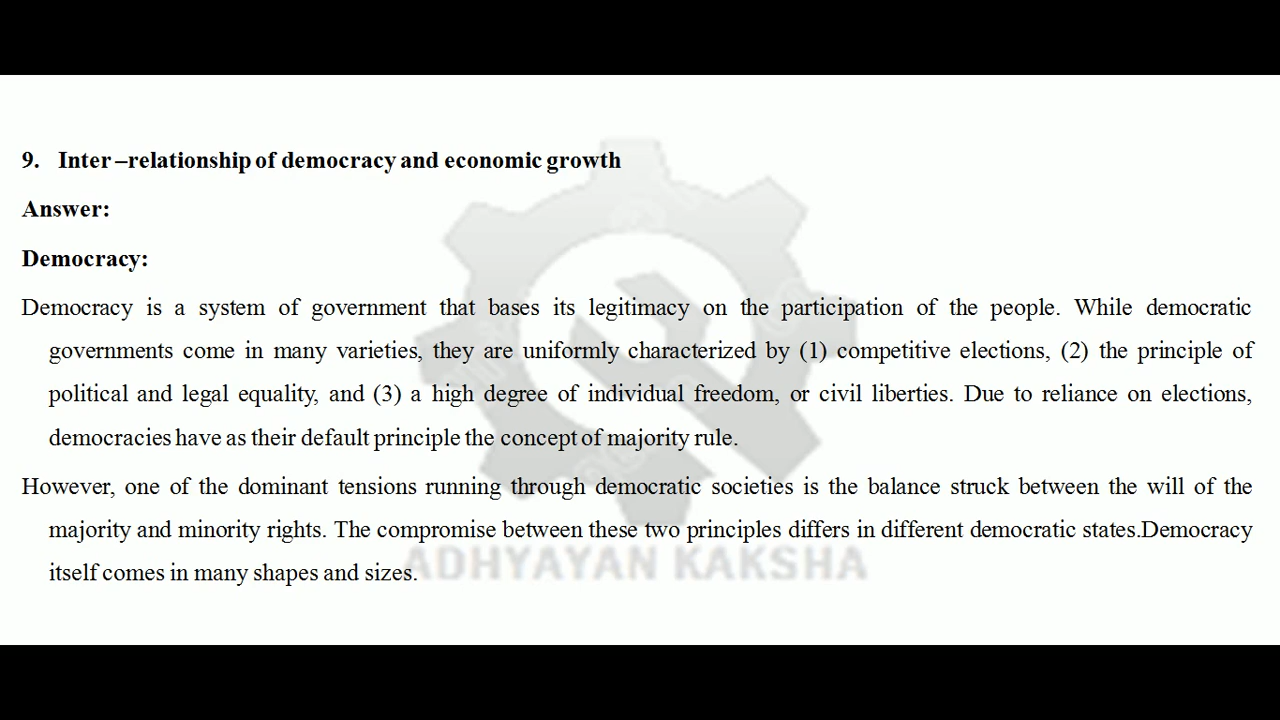 9. Inter –relationship of democracy and economic growth
Answer:
Democracy:
Democracy is a system of government that bases its legitimacy on the participation of the people. While democratic
governments come in many varieties, they are uniformly characterized by (1) competitive elections, (2) the principle of
political and legal equality, and (3) a high degree of individual freedom, or civil liberties. Due to reliance on elections,
democracies have as their default principle the concept of majority rule.
However, one of the dominant tensions running through democratic societies is the balance struck between the will of the
majority and minority rights. The compromise between these two principles differs in different democratic states.Democracy
itself comes in many shapes and sizes.
ADHYAYAN KAKSHA